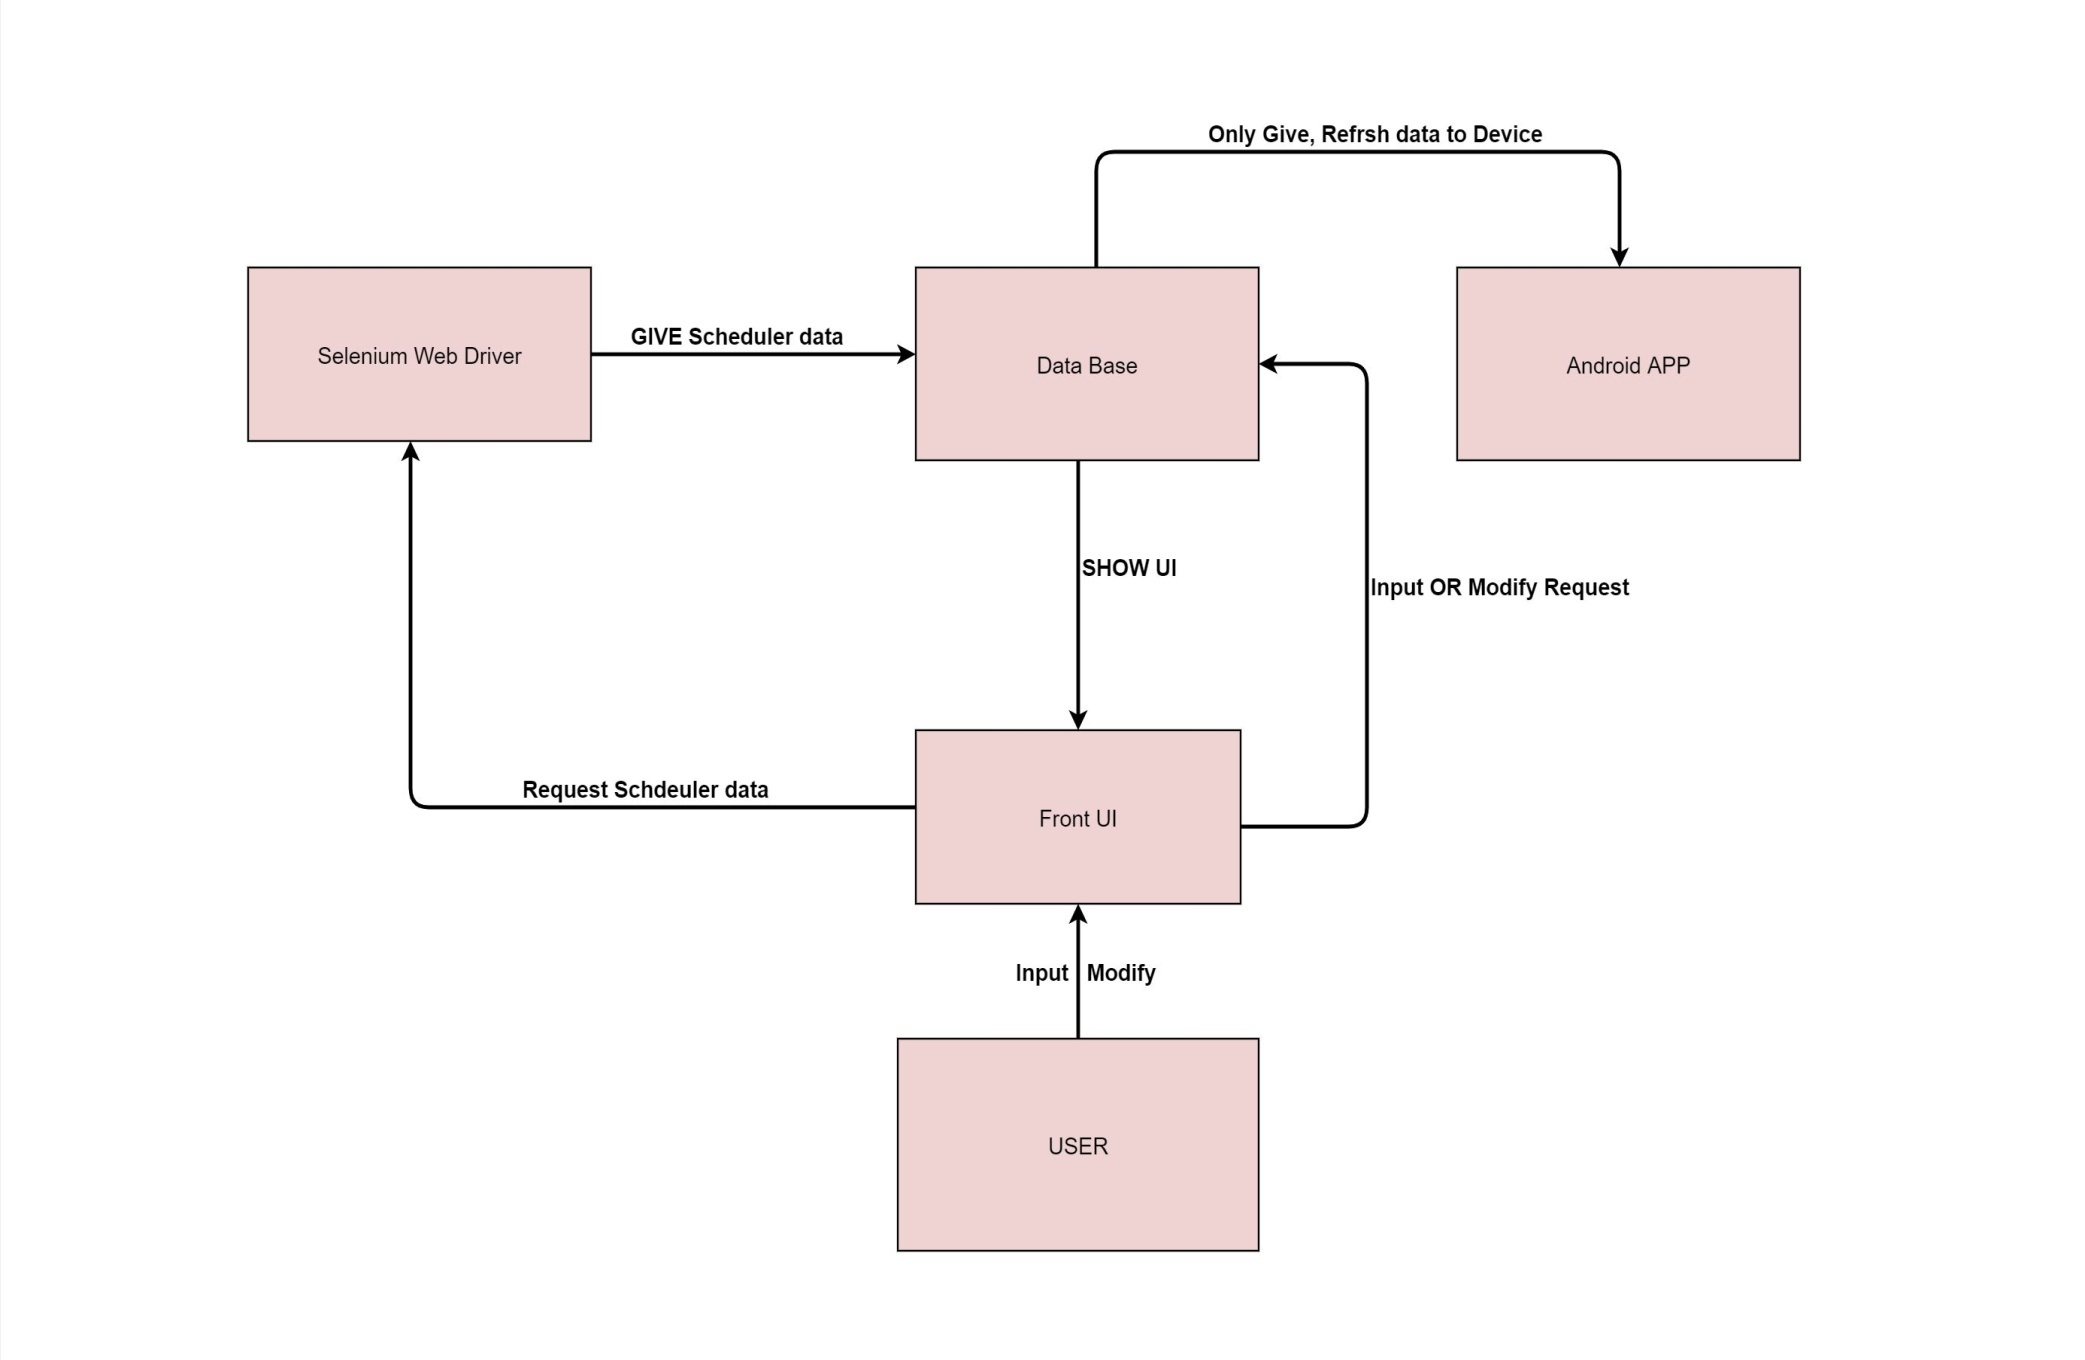 Only Give, Refrsh data to Device
Selenium Web Driver
GIVE Scheduler data
Data Base
Android APP
SHOW UI
Input OR Modify Request
Request Schdeuler data
Front UI
Input Modify
USER